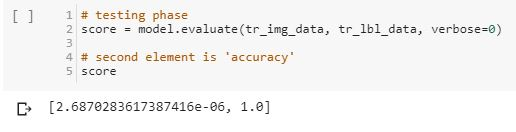 [ ]
1 # testing phase
2 score = model.evaluate(tr_img_data, tr_lbl_data, verbose=0)
3
4 # second element is 'accuracy'
5 score
[2.6870283617387416e-06, 1.0]